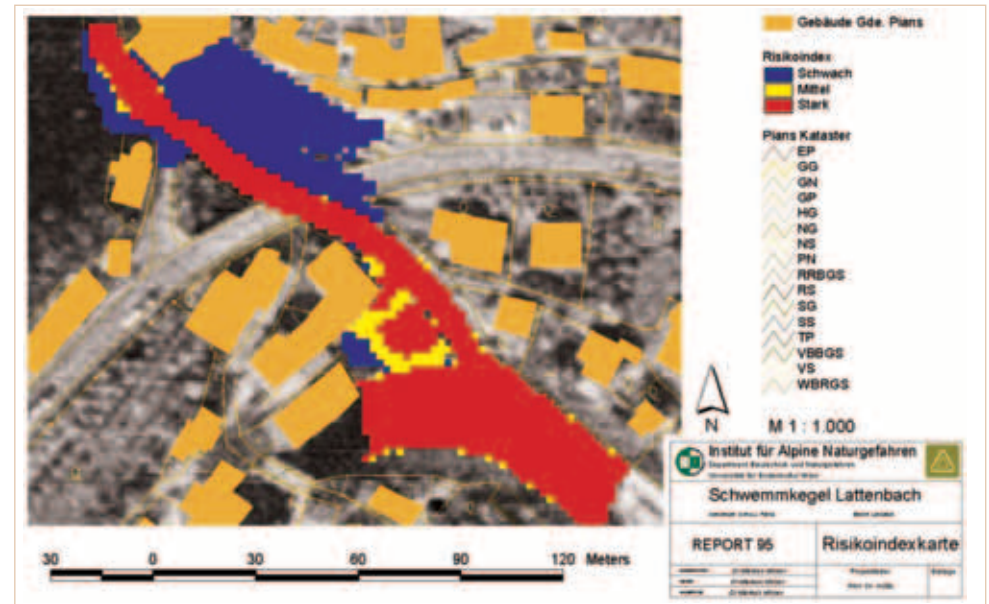 Gebäude Gde. Pians
Risikoindex
Schwach
Mittel
Stark
Pians Kataster
EP
GG
GN
GP
HG
NG
NS
PN
RRBGS
RS
SG
SS
TP
VBBGS
VS
WBRGS
N
M 1 : 1.000
Institut für Alpine Naturgefahren
Schwemmkegel Lattenbach
REPORT 95
Risikoindexkarte
30 0 30 60 90 120 Meters